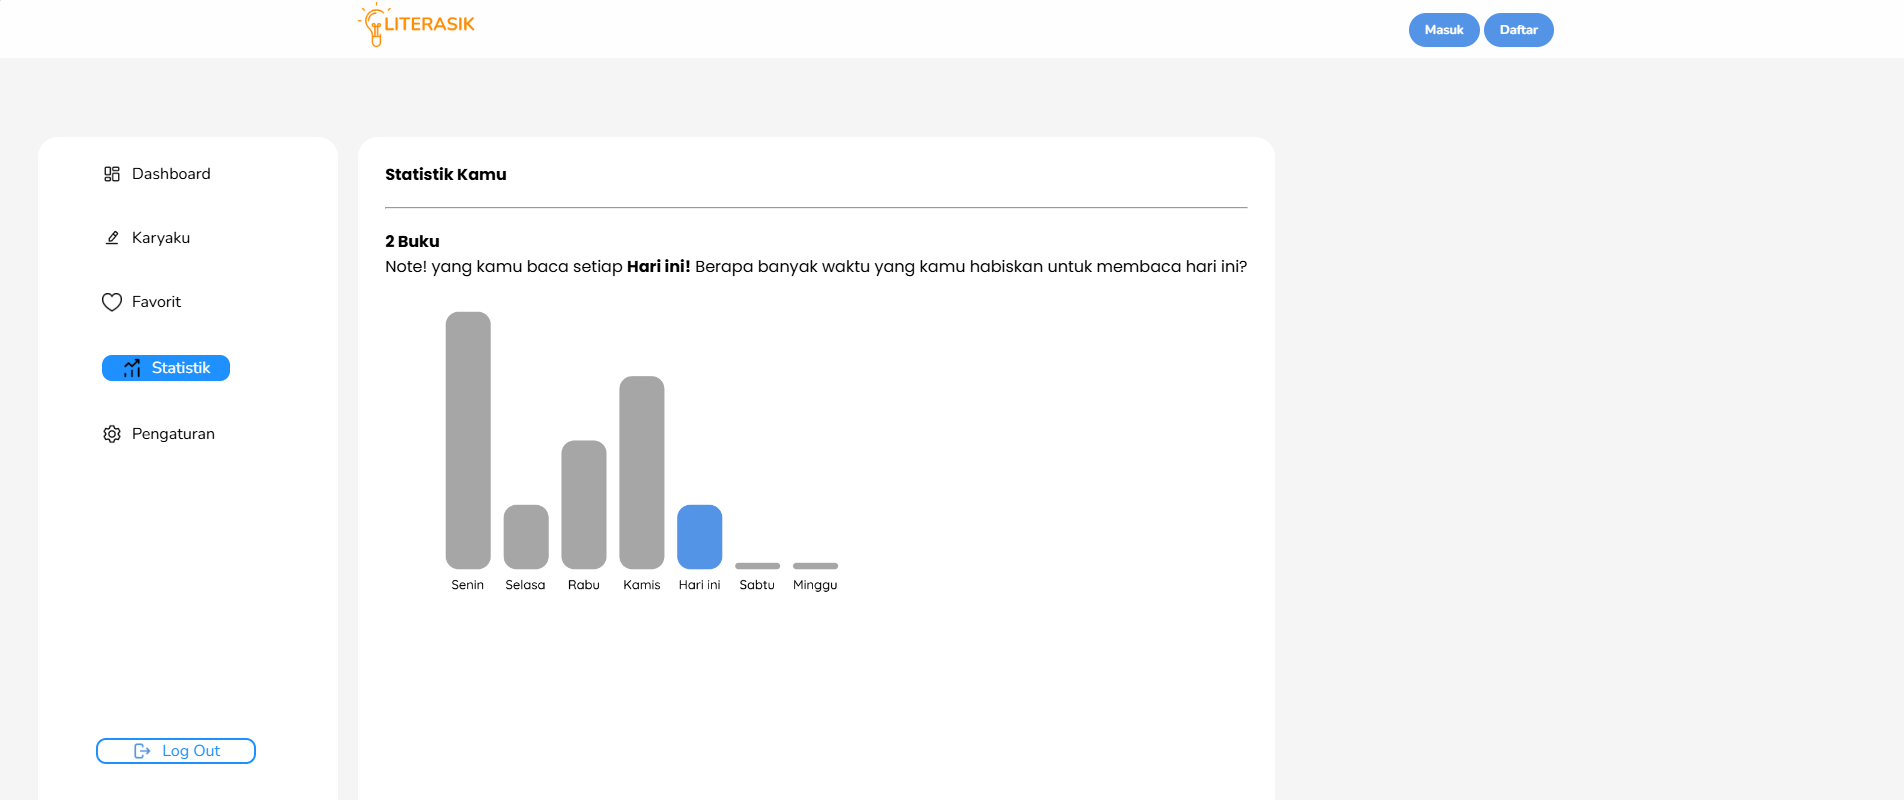 LITERASIK
Masuk
Daftar
Dashboard
Karyaku
Favorit
Statistik
Pengaturan
Log Out
Statistik Kamu
2 Buku
Note! yang kamu baca setiap Hari ini! Berapa banyak waktu yang kamu habiskan untuk membaca hari ini?
Senin Selasa Rabu Kamis Hari ini Sabtu Minggu